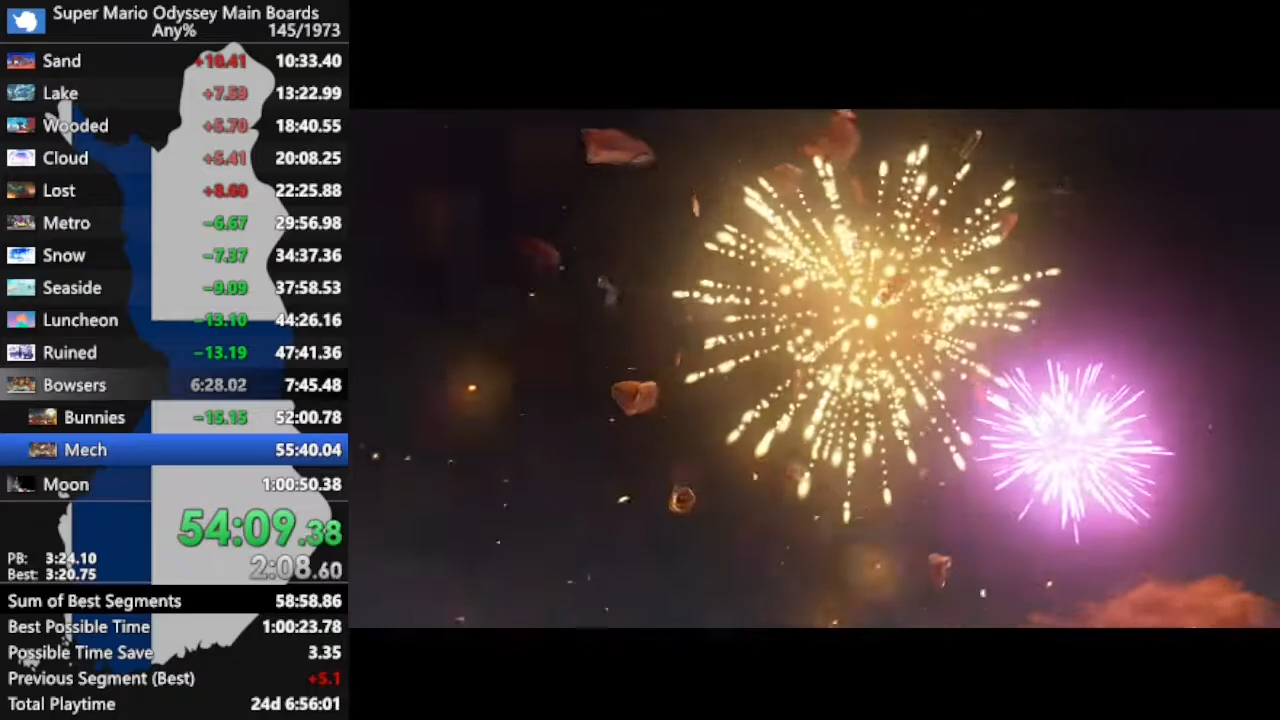 Super Mario Odyssey Main Boards
Any% 145/1973
Sand +10.41 10:33.40
Lake +7.59 13:22.99
Wooded +5.70 18:40.55
Cloud +5.41 20:08.25
Lost +8.60 22:25.88
Metro −6.67 29:56.98
Snow −7.37 34:37.36
Seaside −9.09 37:58.53
Luncheon −13.10 44:26.16
Ruined −13.19 47:41.36
Bowsers 6:28.02 7:45.48
Bunnies −15.15 52:00.78
Mech 55:40.04
Moon 1:00:50.38
54:09.38
PB: 3:24.10
Best: 3:20.75 2:08.60
Sum of Best Segments 58:58.86
Best Possible Time 1:00:23.78
Possible Time Save 3.35
Previous Segment (Best) +5.1
Total Playtime 24d 6:56:01